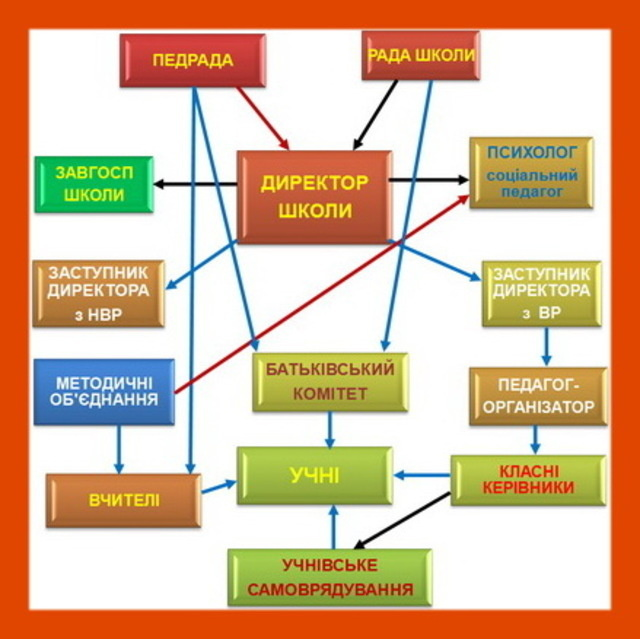 ПЕДРАДА
РАДА ШКОЛИ
ЗАВГОСП
ШКОЛИ
ДИРЕКТОР
ШКОЛИ
ПСИХОЛОГ
соціальний
педагог
ЗАСТУПНИК
ДИРЕКТОРА
з НВР
ЗАСТУПНИК
ДИРЕКТОРА
з ВР
МЕТОДИЧНІ
ОБ'ЄДНАННЯ
БАТЬКІВСЬКИЙ
КОМІТЕТ
ПЕДАГОГ-
ОРГАНІЗАТОР
ВЧИТЕЛІ
УЧНІ
КЛАСНІ
КЕРІВНИКИ
УЧНІВСЬКЕ
САМОВРЯДУВАННЯ